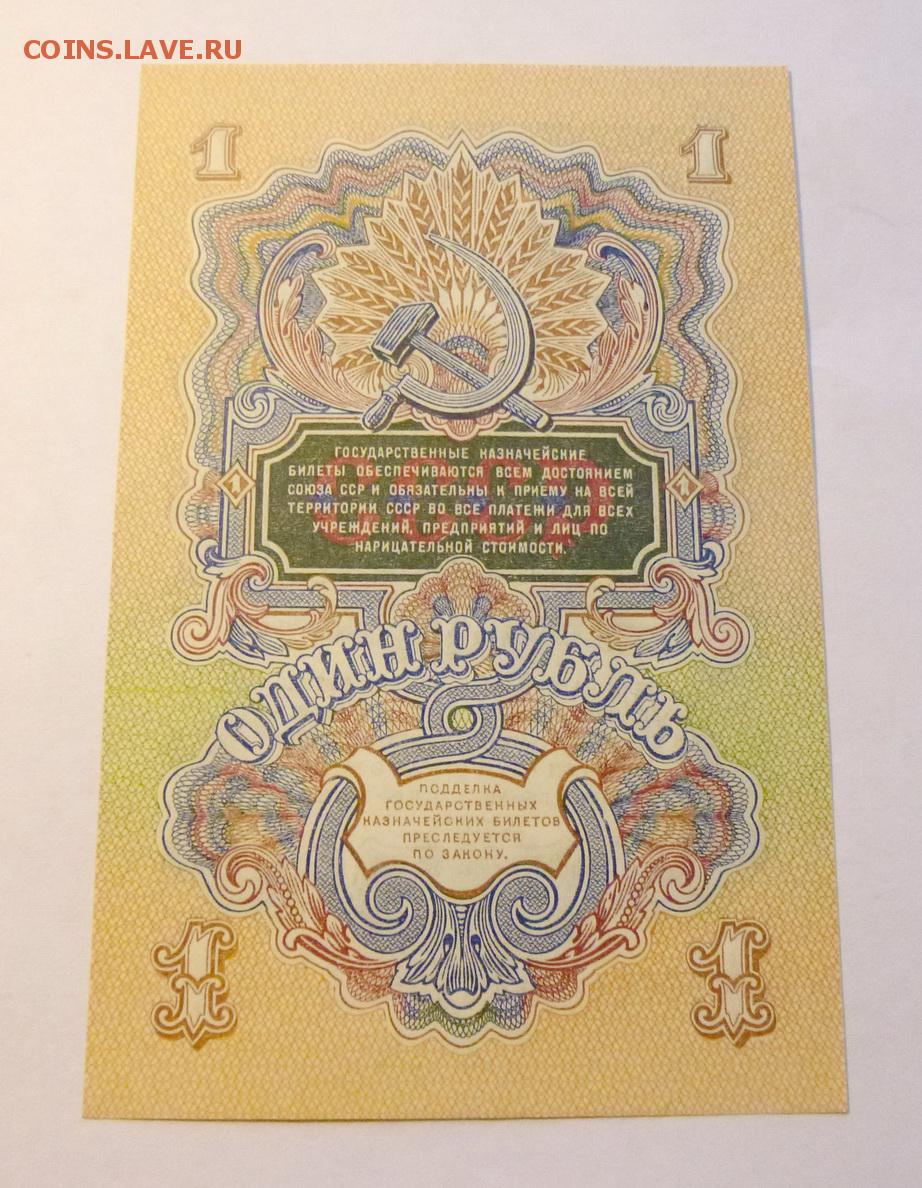 COINS.LAVE.RU
1 1
ГОСУДАРСТВЕННЫЕ КАЗНАЧЕЙСКИЕ
БИЛЕТЫ ОБЕСПЕЧИВАЮТСЯ ВСЕМ ДОСТОЯНИЕМ
СОЮЗА ССР И ОБЯЗАТЕЛЬНЫ К ПРИЕМУ НА ВСЕЙ
ТЕРРИТОРИИ СССР ВО ВСЕ ПЛАТЕЖИ ДЛЯ ВСЕХ
УЧРЕЖДЕНИЙ, ПРЕДПРИЯТИЙ И ЛИЦ ПО
НАРИЦАТЕЛЬНОЙ СТОИМОСТИ.
СССР
1 1
ОДИН РУБЛЬ
ПОДДЕЛКА
ГОСУДАРСТВЕННЫХ
КАЗНАЧЕЙСКИХ БИЛЕТОВ
ПРЕСЛЕДУЕТСЯ
ПО ЗАКОНУ.
1 1